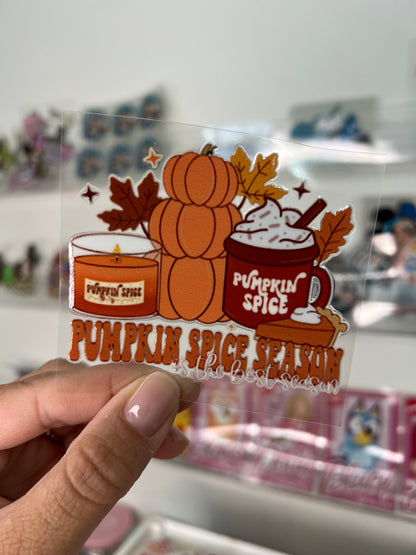 PUMPKIN SPICE
PUMPKIN
SPICE
PUMPKIN SPICE SEASON
is the best season